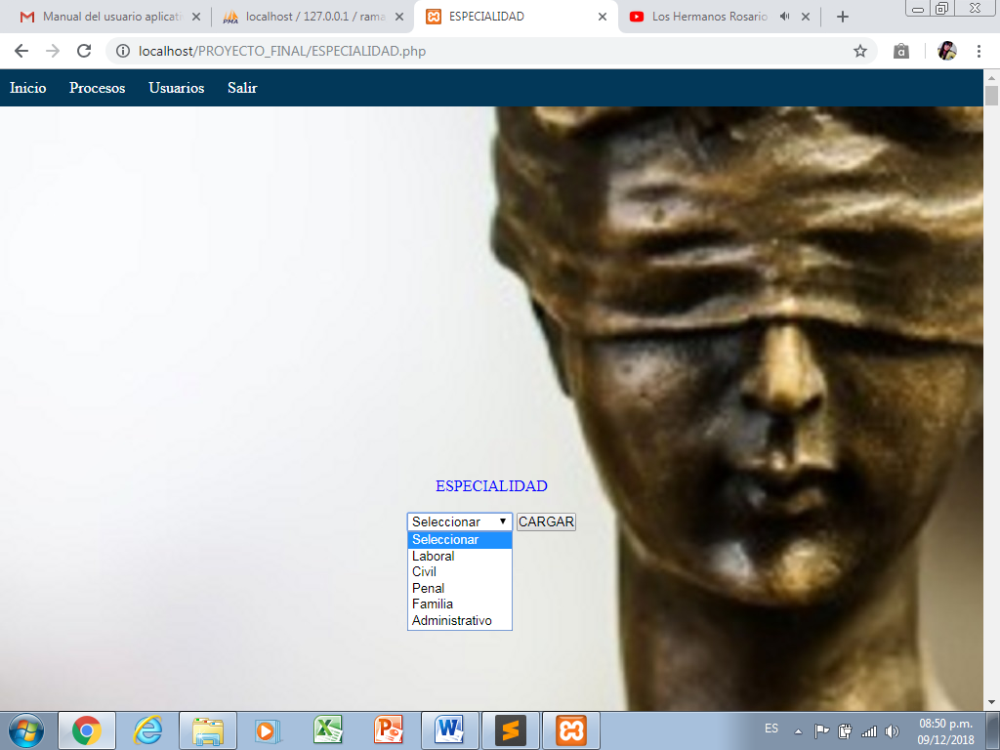 Manual del usuario aplicati
localhost / 127.0.0.1 / rama
ESPECIALIDAD
Los Hermanos Rosario
localhost/PROYECTO_FINAL/ESPECIALIDAD.php
Inicio Procesos Usuarios Salir
ESPECIALIDAD
Seleccionar CARGAR
Seleccionar
Laboral
Civil
Penal
Familia
Administrativo
ES 08:50 p.m.
09/12/2018